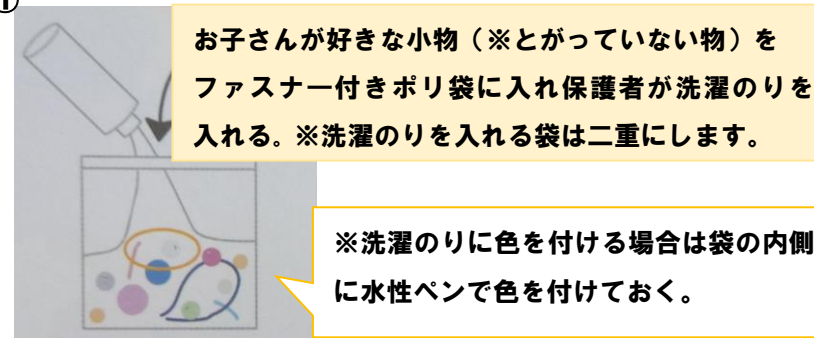 ①
お子さんが好きな小物（※とがっていない物）を
ファスナー付きポリ袋に入れ保護者が洗濯のりを
入れる。※洗濯のりを入れる袋は二重にします。
※洗濯のりに色を付ける場合は袋の内側
に水性ペンで色を付けておく。